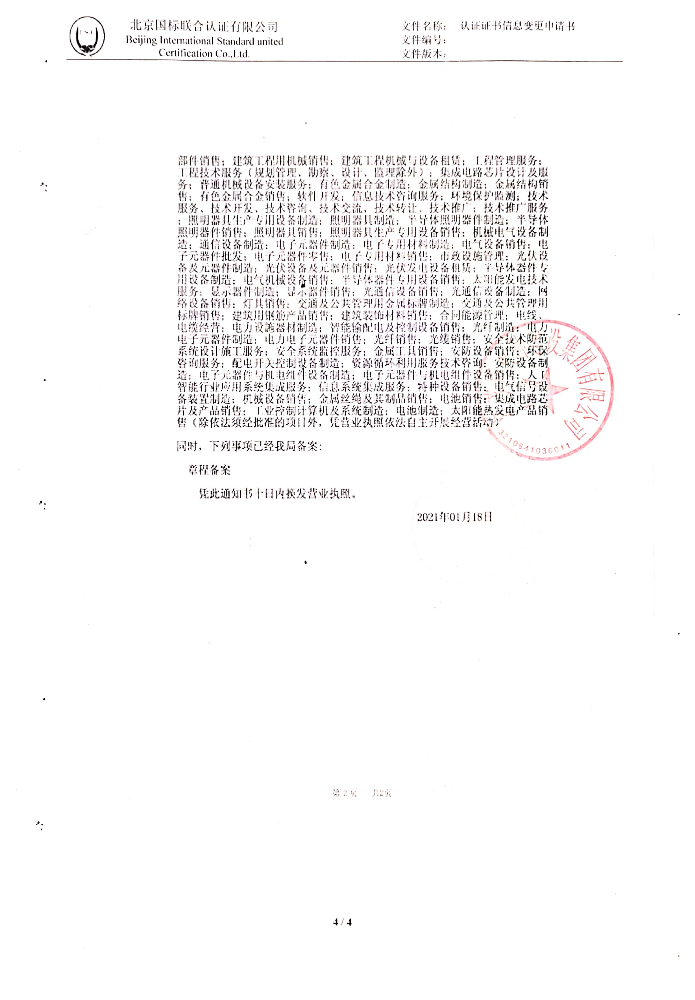 北京国标联合认证有限公司
Beijing International Standard united
Certification Co.,Ltd.
文件名称： 认证证书信息变更申请书
文件编号：
文件版本：
部件销售；建筑工程用机械销售；建筑工程机械与设备租赁；工程管理服务；
工程技术服务（规划管理、勘察、设计、监理除外）；集成电路芯片设计及服
务；普通机械设备安装服务；有色金属合金制造；金属结构制造；金属结构销
售；有色金属合金销售；软件开发；信息技术咨询服务；环境保护监测；技术
服务、技术开发、技术咨询、技术交流、技术转让、技术推广；技术推广服务
；照明器具生产专用设备制造；照明器具制造；半导体照明器件制造；半导体
照明器件销售；照明器具销售；照明器具生产专用设备销售；机械电气设备制
造；通信设备制造；电子元器件制造；电子专用材料制造；电气设备销售；电
子元器件批发；电子元器件零售；电子专用材料销售；市政设施管理；光伏设
备及元器件制造；光伏设备及元器件销售；光伏发电设备租赁；半导体器件专
用设备制造；电气机械设备销售；半导体器件专用设备销售；太阳能发电技术
服务；显示器件制造；显示器件销售；光通信设备销售；光通信设备制造；网
络设备销售；灯具销售；交通及公共管理用金属标牌制造；交通及公共管理用
标牌销售；建筑用钢筋产品销售；建筑装饰材料销售；合同能源管理；电线、
电缆经营；电力设施器材制造；智能输配电及控制设备销售；光纤制造；电力
电子元器件制造；电力电子元器件销售；光纤销售；光缆销售；安全技术防范
系统设计施工服务；安全系统监控服务；金属工具销售；安防设备销售；环保
咨询服务；配电开关控制设备制造；资源循环利用服务技术咨询；安防设备制
造；电子元器件与机电组件设备制造；电子元器件与机电组件设备销售；人工
智能行业应用系统集成服务；信息系统集成服务；特种设备销售；电气信号设
备装置制造；机械设备销售；金属丝绳及其制品销售；电池销售；集成电路芯
片及产品销售；工业控制计算机及系统制造；电池制造；太阳能热发电产品销
售（除依法须经批准的项目外，凭营业执照依法自主开展经营活动）
设集团有限公司
3210841036011
同时，下列事项已经我局备案：
章程备案
凭此通知书十日内换发营业执照。
2021年01月18日
第 2 页 共2页
4 / 4